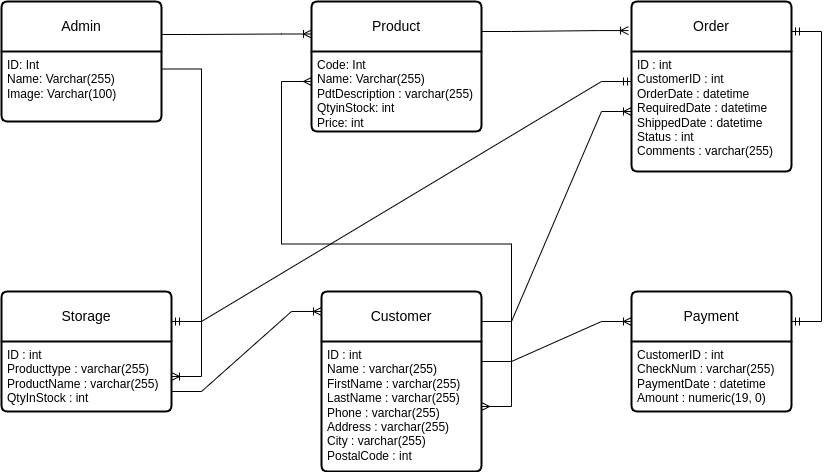 Admin
ID: Int
Name: Varchar(255)
Image: Varchar(100)
Product
Code: Int
Name: Varchar(255)
PdtDescription : varchar(255)
QtyinStock: int
Price: int
Order
ID : int
CustomerID : int
OrderDate : datetime
RequiredDate : datetime
ShippedDate : datetime
Status : int
Comments : varchar(255)
Storage
ID : int
Producttype : varchar(255)
ProductName : varchar(255)
QtyInStock : int
Customer
ID : int
Name : varchar(255)
FirstName : varchar(255)
LastName : varchar(255)
Phone : varchar(255)
Address : varchar(255)
City : varchar(255)
PostalCode : int
Payment
CustomerID : int
CheckNum : varchar(255)
PaymentDate : datetime
Amount : numeric(19, 0)